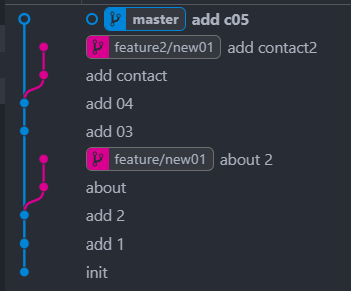 master add c05
feature2/new01 add contact2
add contact
add 04
add 03
feature/new01 about 2
about
add 2
add 1
init